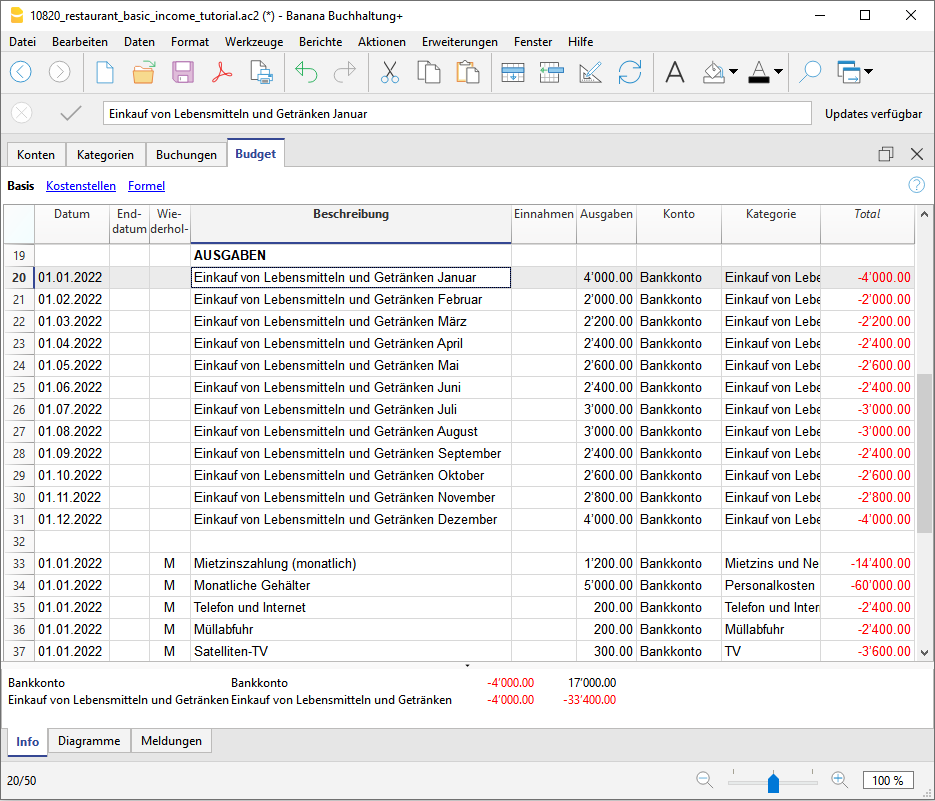 10820_restaurant_basic_income_tutorial.ac2 (*) - Banana Buchhaltung+
Datei Bearbeiten Daten Format Werkzeuge Berichte Aktionen Erweiterungen Fenster Hilfe
Einkauf von Lebensmitteln und Getränken Januar Updates verfügbar
Konten Kategorien Buchungen Budget
Basis Kostenstellen Formel
Datum End-datum Wie-derhol- Beschreibung Einnahmen Ausgaben Konto Kategorie Total
19 AUSGABEN
20 01.01.2022 Einkauf von Lebensmitteln und Getränken Januar 4'000.00 Bankkonto Einkauf von Lebe -4'000.00
21 01.02.2022 Einkauf von Lebensmitteln und Getränken Februar 2'000.00 Bankkonto Einkauf von Lebe -2'000.00
22 01.03.2022 Einkauf von Lebensmitteln und Getränken März 2'200.00 Bankkonto Einkauf von Lebe -2'200.00
23 01.04.2022 Einkauf von Lebensmitteln und Getränken April 2'400.00 Bankkonto Einkauf von Lebe -2'400.00
24 01.05.2022 Einkauf von Lebensmitteln und Getränken Mai 2'600.00 Bankkonto Einkauf von Lebe -2'600.00
25 01.06.2022 Einkauf von Lebensmitteln und Getränken Juni 2'400.00 Bankkonto Einkauf von Lebe -2'400.00
26 01.07.2022 Einkauf von Lebensmitteln und Getränken Juli 3'000.00 Bankkonto Einkauf von Lebe -3'000.00
27 01.08.2022 Einkauf von Lebensmitteln und Getränken August 3'000.00 Bankkonto Einkauf von Lebe -3'000.00
28 01.09.2022 Einkauf von Lebensmitteln und Getränken September 2'400.00 Bankkonto Einkauf von Lebe -2'400.00
29 01.10.2022 Einkauf von Lebensmitteln und Getränken Oktober 2'600.00 Bankkonto Einkauf von Lebe -2'600.00
30 01.11.2022 Einkauf von Lebensmitteln und Getränken November 2'800.00 Bankkonto Einkauf von Lebe -2'800.00
31 01.12.2022 Einkauf von Lebensmitteln und Getränken Dezember 4'000.00 Bankkonto Einkauf von Lebe -4'000.00
32
33 01.01.2022 M Mietzinszahlung (monatlich) 1'200.00 Bankkonto Mietzins und Ne -14'400.00
34 01.01.2022 M Monatliche Gehälter 5'000.00 Bankkonto Personalkosten -60'000.00
35 01.01.2022 M Telefon und Internet 200.00 Bankkonto Telefon und Inter -2'400.00
36 01.01.2022 M Müllabfuhr 200.00 Bankkonto Müllabfuhr -2'400.00
37 01.01.2022 M Satelliten-TV 300.00 Bankkonto TV -3'600.00
Bankkonto Bankkonto -4'000.00 17'000.00
Einkauf von Lebensmitteln und Getränken Einkauf von Lebensmitteln und Getränken -4'000.00 -33'400.00
Info Diagramme Meldungen
20/50 100 %